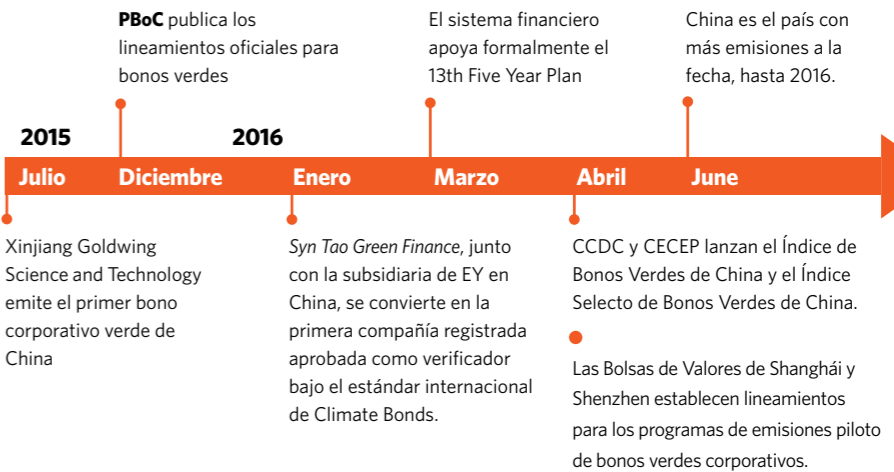 PBoC publica los
lineamientos oficiales para
bonos verdes
El sistema financiero
apoya formalmente el
13th Five Year Plan
China es el país con
más emisiones a la
fecha, hasta 2016.
2015
2016
Julio
Diciembre
Enero
Marzo
Abril
June
Xinjiang Goldwing
Science and Technology
emite el primer bono
corporativo verde de
China
Syn Tao Green Finance, junto
con la subsidiaria de EY en
China, se convierte en la
primera compañía registrada
aprobada como verificador
bajo el estándar internacional
de Climate Bonds.
CCDC y CECEP lanzan el Índice de
Bonos Verdes de China y el Índice
Selecto de Bonos Verdes de China.
Las Bolsas de Valores de Shanghái y
Shenzhen establecen lineamientos
para los programas de emisiones piloto
de bonos verdes corporativos.